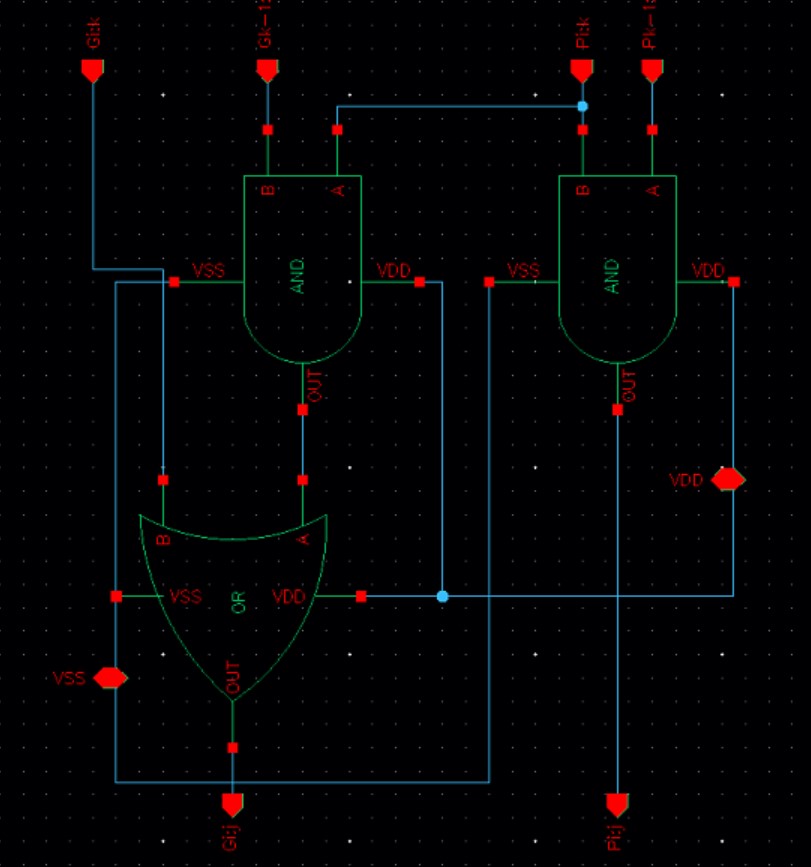 Gi:k
Gk-1:
Pi:k
Pk-1:
B
A
B
A
VSS
AND
VDD
VSS
AND
VDD
OUT
OUT
VDD
B
A
VSS
OR
VDD
OUT
VSS
Gi:j
Pi:j